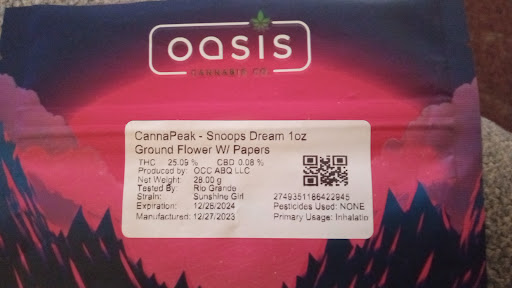 oasis
CANNABIS CO.
CannaPeak - Snoops Dream 1oz
Ground Flower W/ Papers
THC 25.09 % CBD 0.08 %
Produced by: OCC ABQ LLC
Net Weight: 28.00 g
Tested By: Rio Grande
Strain: Sunshine Girl
Expiration: 12/26/2024
Manufactured: 12/27/2023
2749351186422945
Pesticides Used: NONE
Primary Usage: Inhalatio